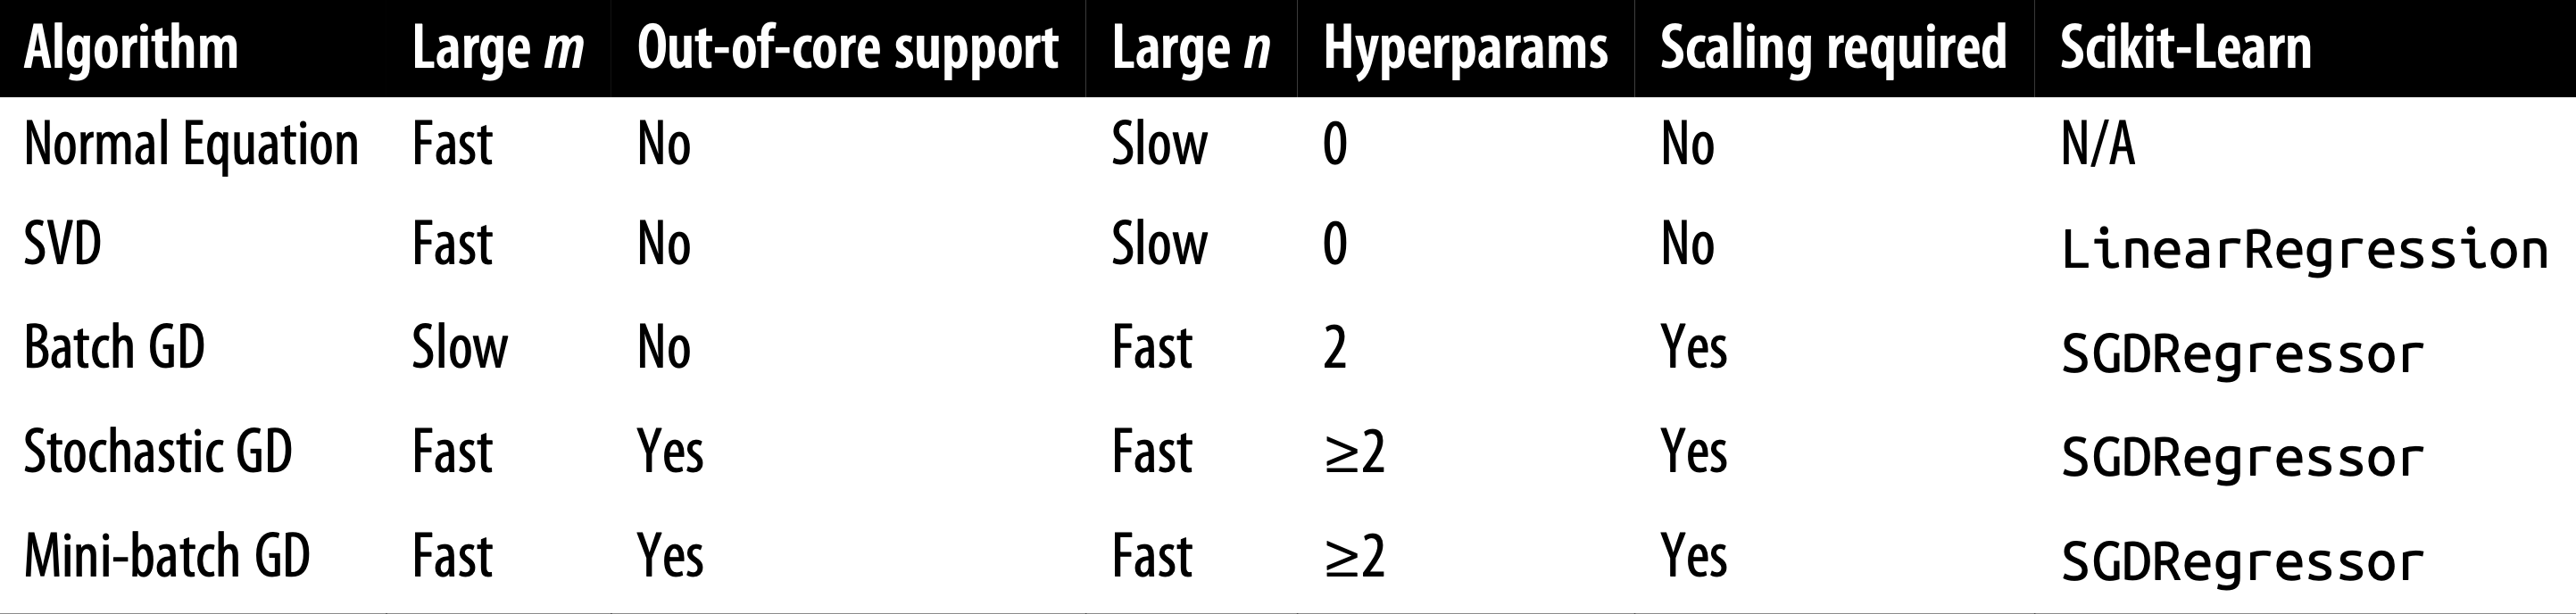 Algorithm Large m Out-of-core support Large n Hyperparams Scaling required Scikit-Learn
Normal Equation Fast No Slow 0 No N/A
SVD Fast No Slow 0 No LinearRegression
Batch GD Slow No Fast 2 Yes SGDRegressor
Stochastic GD Fast Yes Fast ≥2 Yes SGDRegressor
Mini-batch GD Fast Yes Fast ≥2 Yes SGDRegressor